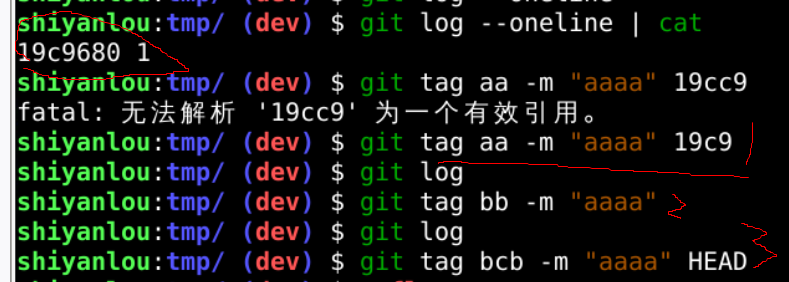 shiyanlou:tmp/ (dev) $ git log --oneline | cat
19c9680 1
shiyanlou:tmp/ (dev) $ git tag aa -m "aaaa" 19cc9
fatal: 无法解析 '19cc9' 为一个有效引用。
shiyanlou:tmp/ (dev) $ git tag aa -m "aaaa" 19c9
shiyanlou:tmp/ (dev) $ git log
shiyanlou:tmp/ (dev) $ git tag bb -m "aaaa"
shiyanlou:tmp/ (dev) $ git log
shiyanlou:tmp/ (dev) $ git tag bcb -m "aaaa" HEAD